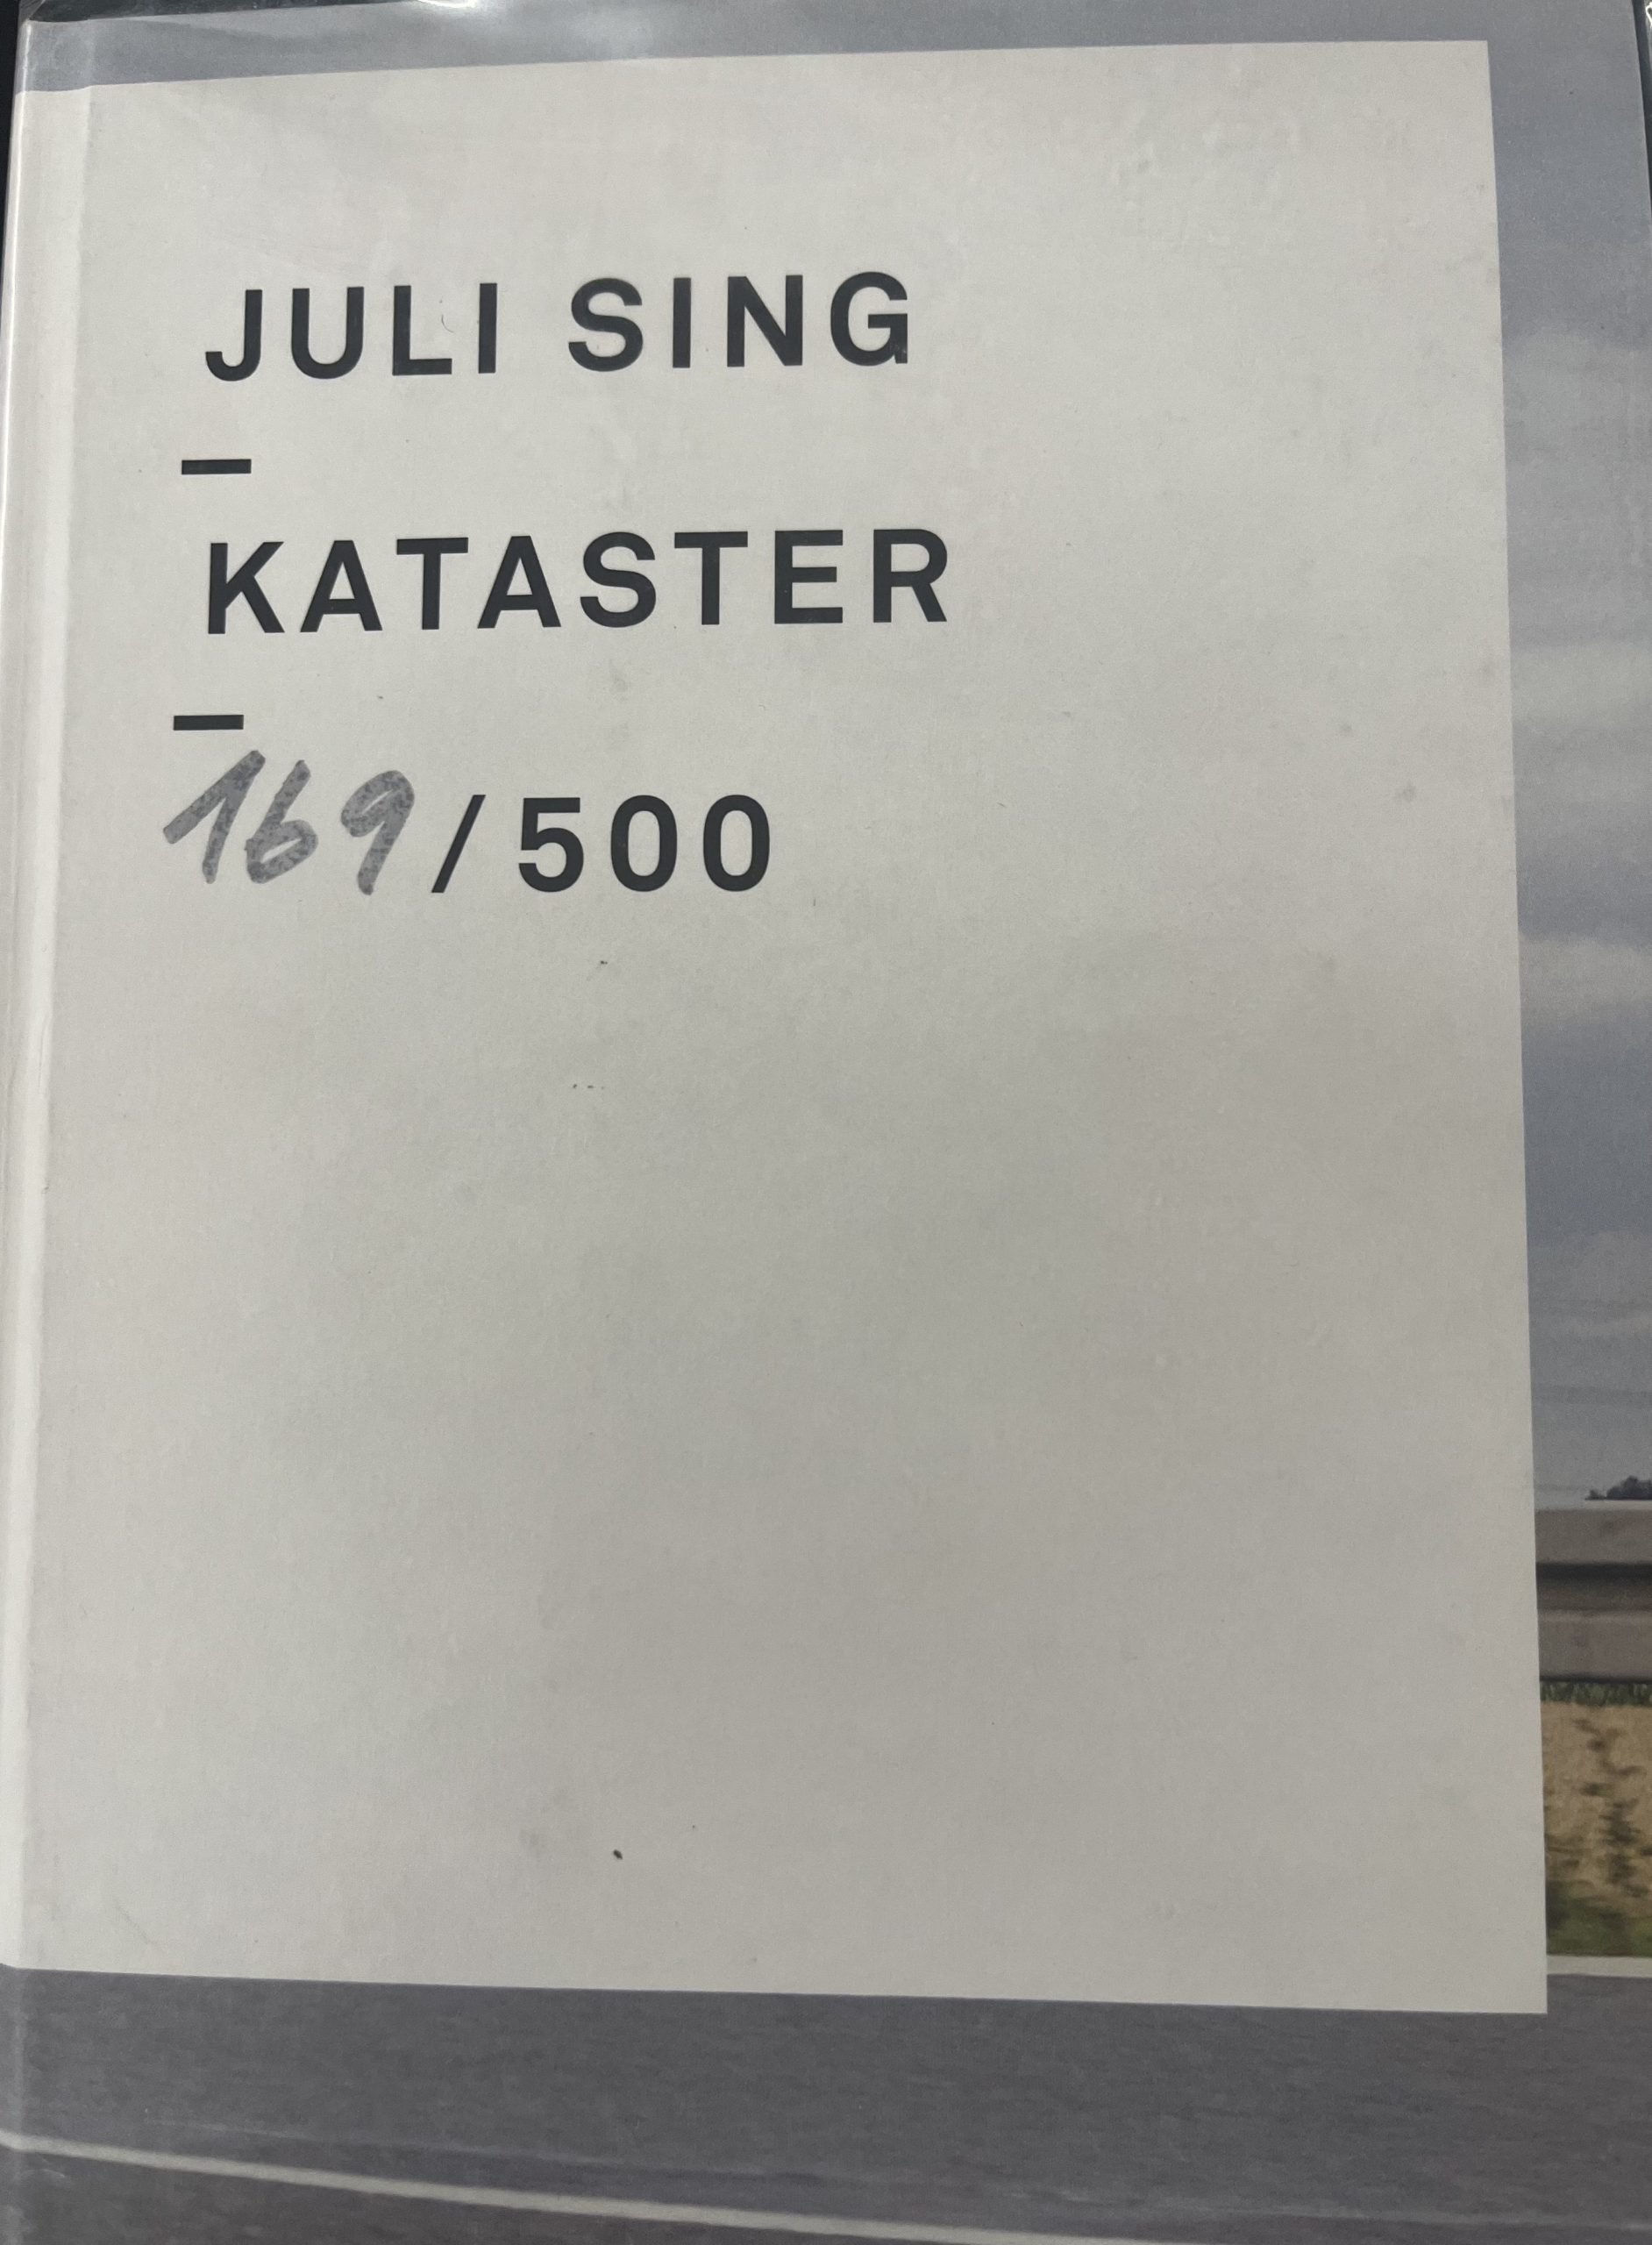 JULI SING
–
KATASTER
–
169/500